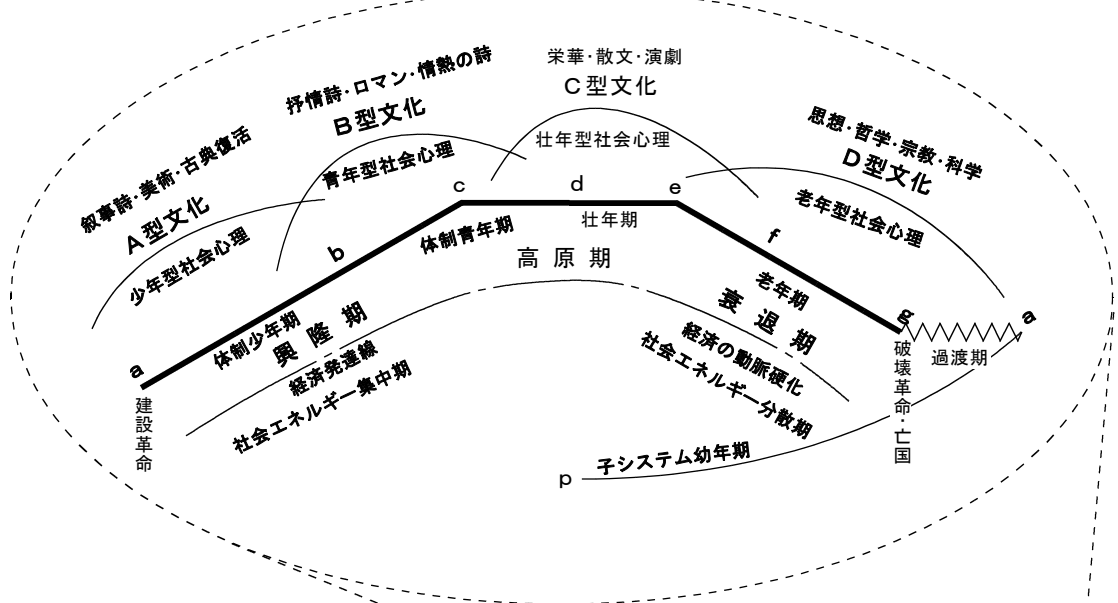 叙事詩・美術・古典復活
A型文化
少年型社会心理
抒情詩・ロマン・情熱の詩
B型文化
青年型社会心理
栄華・散文・演劇
C型文化
壮年型社会心理
思想・哲学・宗教・科学
D型文化
老年型社会心理
a
b
c
d
e
f
g
a
体制少年期
体制青年期
壮年期
老年期
興隆期
高原期
衰退期
経済発達線
社会エネルギー集中期
経済の動脈硬化
社会エネルギー分散期
建設革命
破壊革命・亡国
過渡期
p
子システム幼年期